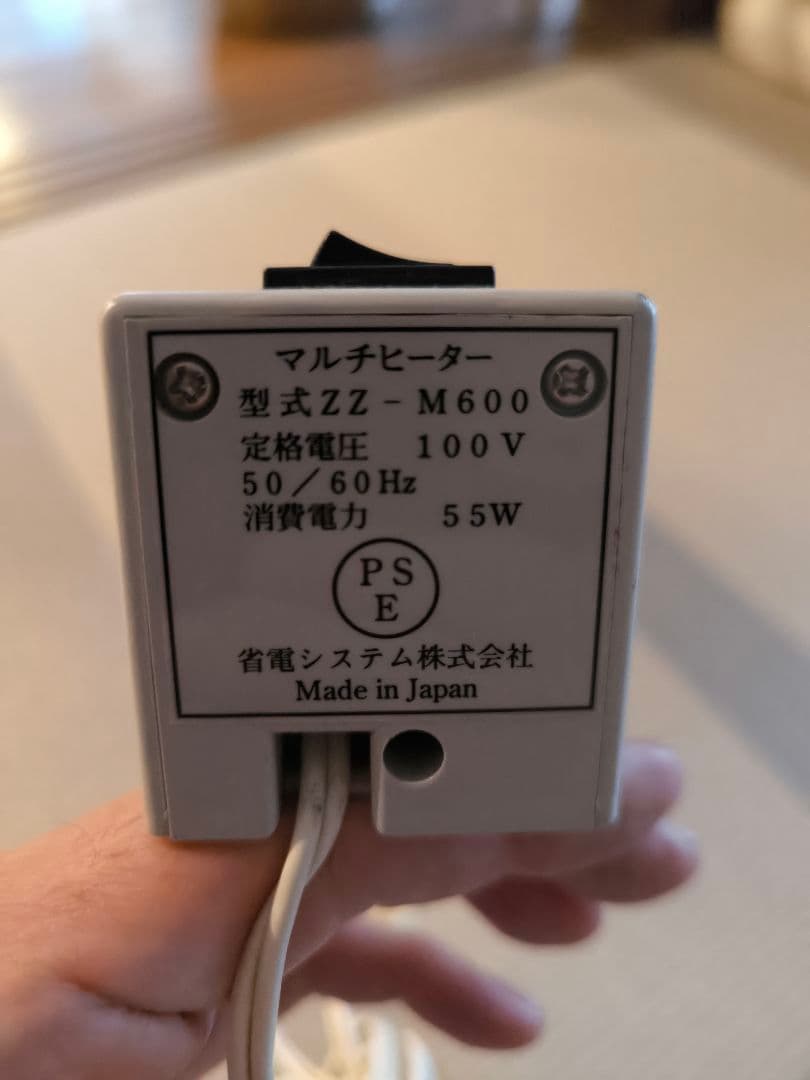 マルチヒーター
型式ZZ－M600
定格電圧　100V
50／60Hz
消費電力　55W
PS
E
省電システム株式会社
Made in Japan